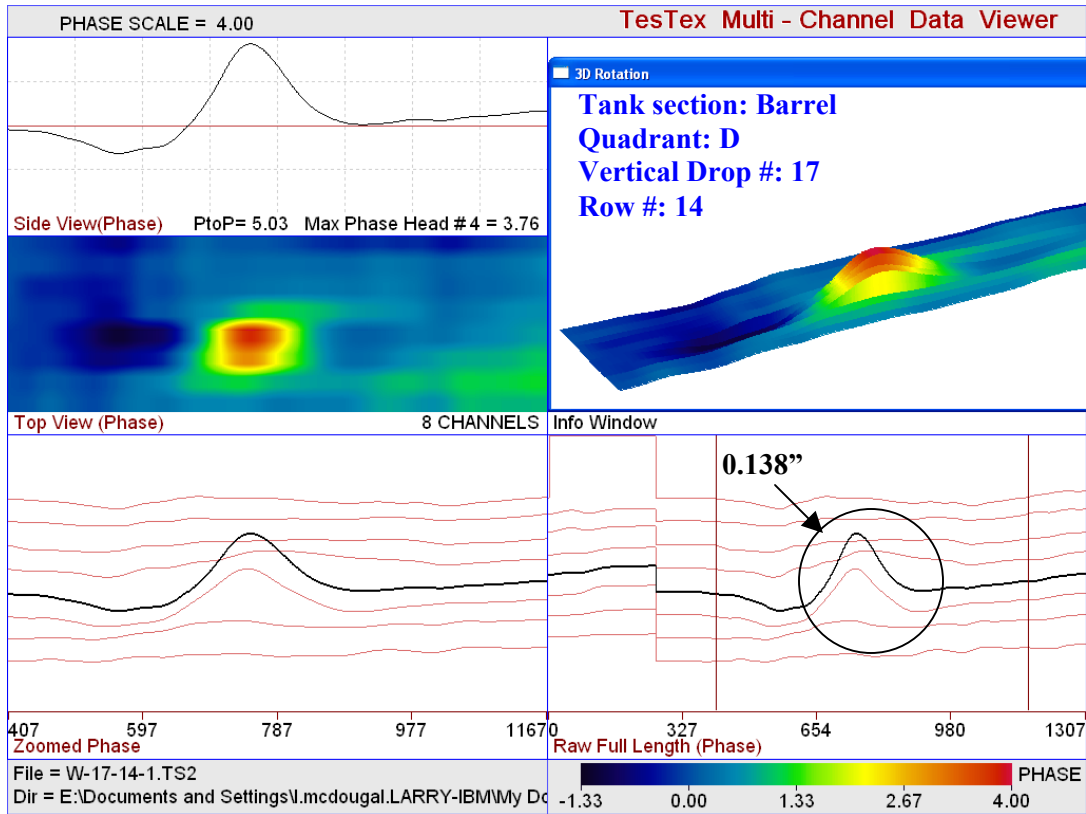 PHASE SCALE = 4.00
TesTex Multi - Channel Data Viewer
3D Rotation
Tank section: Barrel
Quadrant: D
Vertical Drop #: 17
Row #: 14
Side View(Phase) PtoP= 5.03 Max Phase Head #4 = 3.76
Top View (Phase) 8 CHANNELS
Info Window
0.138”
407 597 787 977 1167
Zoomed Phase
0 327 654 980 1307
Raw Full Length (Phase)
File = W-17-14-1.TS2
Dir = E:\Documents and Settings\l.mcdougal.LARRY-IBM\My Do
PHASE
-1.33 0.00 1.33 2.67 4.00